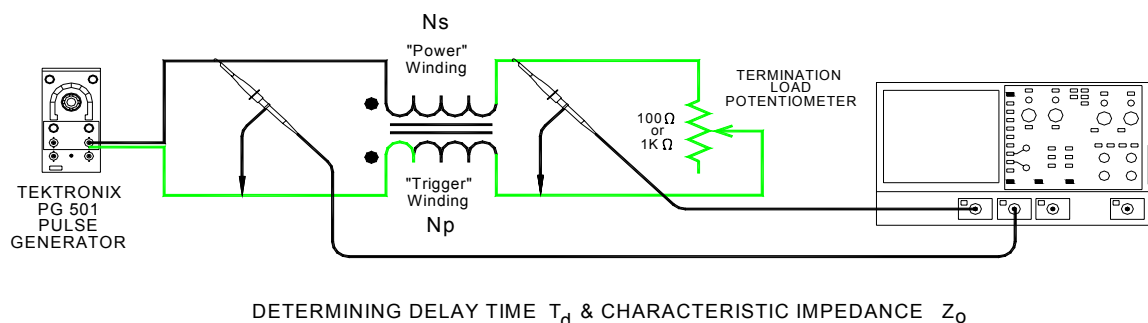 Ns
"Power"
Winding
TERMINATION
LOAD
POTENTIOMETER
100Ω
or
1KΩ
TEKTRONIX
PG 501
PULSE
GENERATOR
"Trigger"
Winding
Np
DETERMINING DELAY TIME Td & CHARACTERISTIC IMPEDANCE Zo